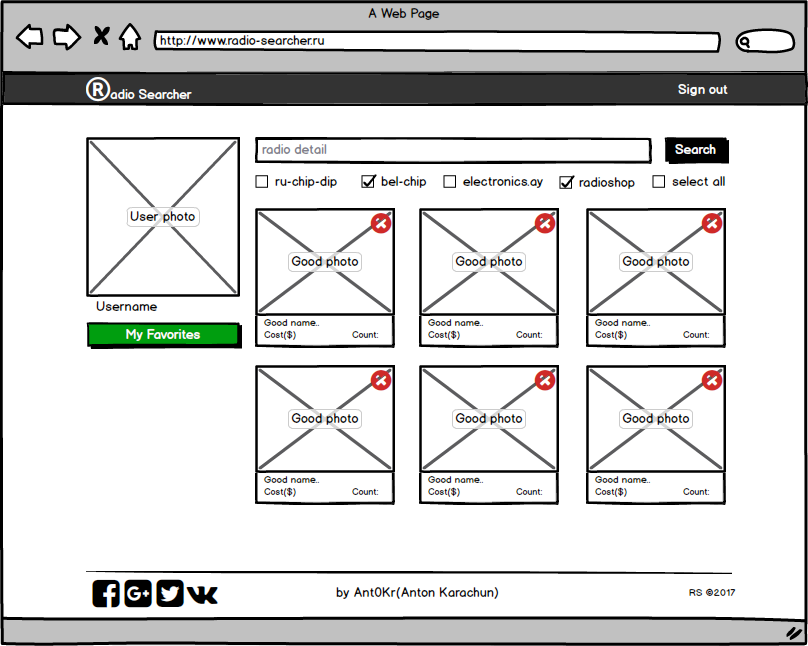 A Web Page
http://www.radio-searcher.ru
Radio Searcher
Sign out
radio detail
Search
ru-chip-dip
bel-chip
electronics.ay
radioshop
select all
User photo
Username
My Favorites
Good photo
Good photo
Good photo
Good name..
Good name..
Good name..
Cost($) Count:
Cost($) Count:
Cost($) Count:
Good photo
Good photo
Good photo
Good name..
Good name..
Good name..
Cost($) Count:
Cost($) Count:
Cost($) Count:
by Ant0Kr(Anton Karachun)
RS ©2017